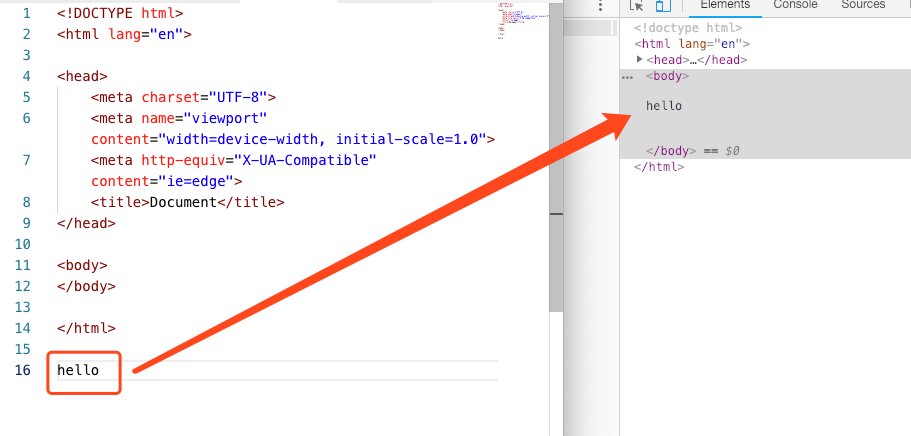 1 <!DOCTYPE html>
2 <html lang="en">
3
4 <head>
5 <meta charset="UTF-8">
6 <meta name="viewport"
content="width=device-width, initial-scale=1.0">
7 <meta http-equiv="X-UA-Compatible"
content="ie=edge">
8 <title>Document</title>
9 </head>
10
11 <body>
12 </body>
13
14 </html>
15
16 hello
Elements Console Sources
<!doctype html>
<html lang="en">
<head>…</head>
… <body>
hello
</body> == $0
</html>